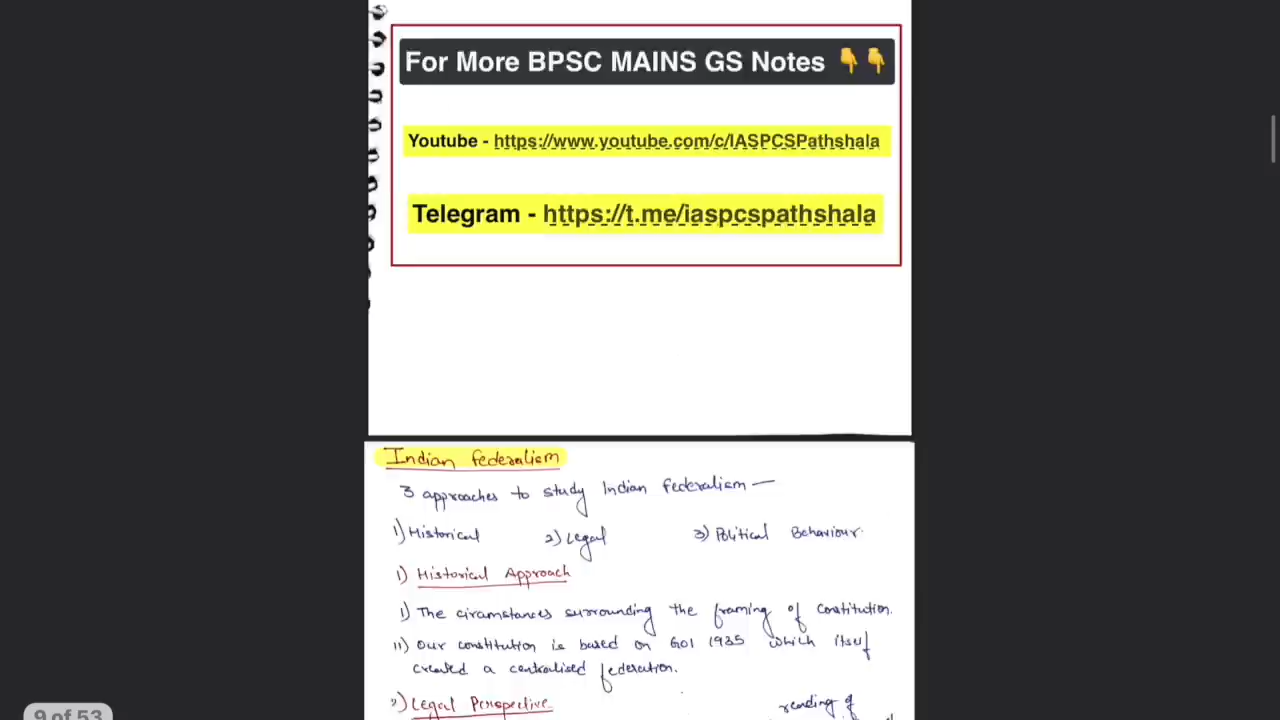 For More BPSC MAINS GS Notes 👇👇
Youtube - https://www.youtube.com/c/IASPCSPathshala
Telegram - https://t.me/iaspcspathshala
Indian federalism
3 approaches to study Indian federalism —
1) Historical 2) Legal 3) Political Behaviour.
1) Historical Approach
1) The cirumstances surrounding the framing of constitution.
11) Our constitution is based on GOI 1935 which itself
created a centralised federation.
2) Legal Perspective
reading of
9 of 53